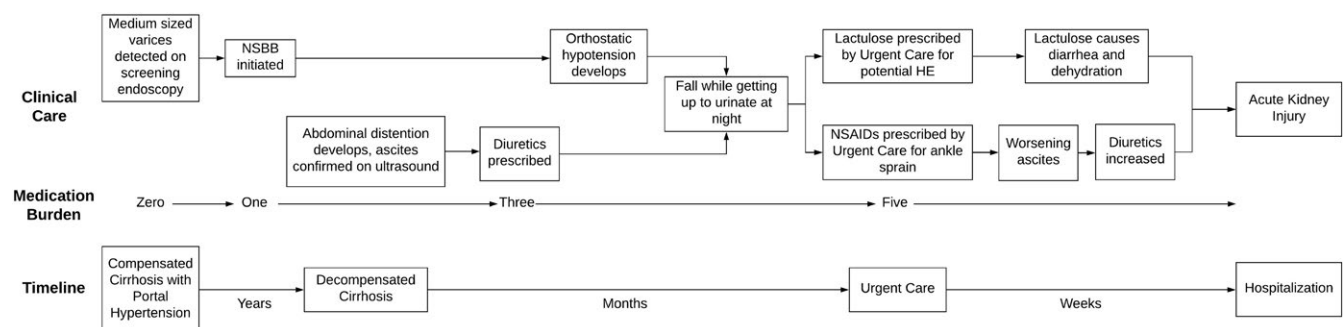 Clinical
Care
Medium sized
varices
detected on
screening
endoscopy
NSBB
initiated
Orthostatic
hypotension
develops
Abdominal distention
develops, ascites
confirmed on ultrasound
Diuretics
prescribed
Fall while getting
up to urinate at
night
Lactulose prescribed
by Urgent Care for
potential HE
Lactulose causes
diarrhea and
dehydration
NSAIDs prescribed by
Urgent Care for ankle
sprain
Worsening
ascites
Diuretics
increased
Acute Kidney
Injury
Medication
Burden
Zero
One
Three
Five
Timeline
Compensated
Cirrhosis with
Portal
Hypertension
Years
Decompensated
Cirrhosis
Months
Urgent Care
Weeks
Hospitalization